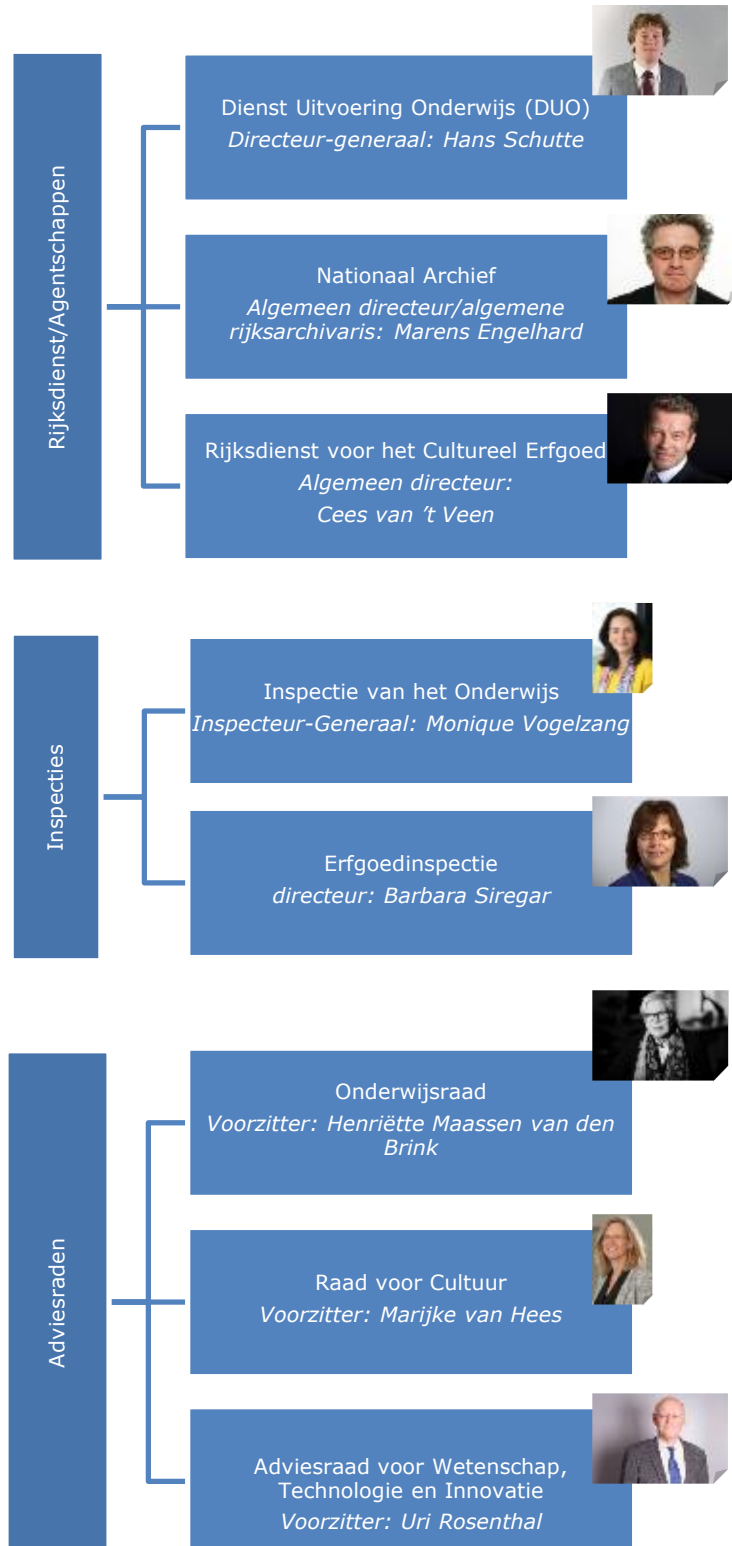 Rijksdienst/Agentschappen
Dienst Uitvoering Onderwijs (DUO)
Directeur-generaal: Hans Schutte
Nationaal Archief
Algemeen directeur/algemene
rijksarchivaris: Marens Engelhard
Rijksdienst voor het Cultureel Erfgoed
Algemeen directeur:
Cees van ’t Veen
Inspecties
Inspectie van het Onderwijs
Inspecteur-Generaal: Monique Vogelzang
Erfgoedinspectie
directeur: Barbara Siregar
Adviesraden
Onderwijsraad
Voorzitter: Henriëtte Maassen van den
Brink
Raad voor Cultuur
Voorzitter: Marijke van Hees
Adviesraad voor Wetenschap,
Technologie en Innovatie
Voorzitter: Uri Rosenthal